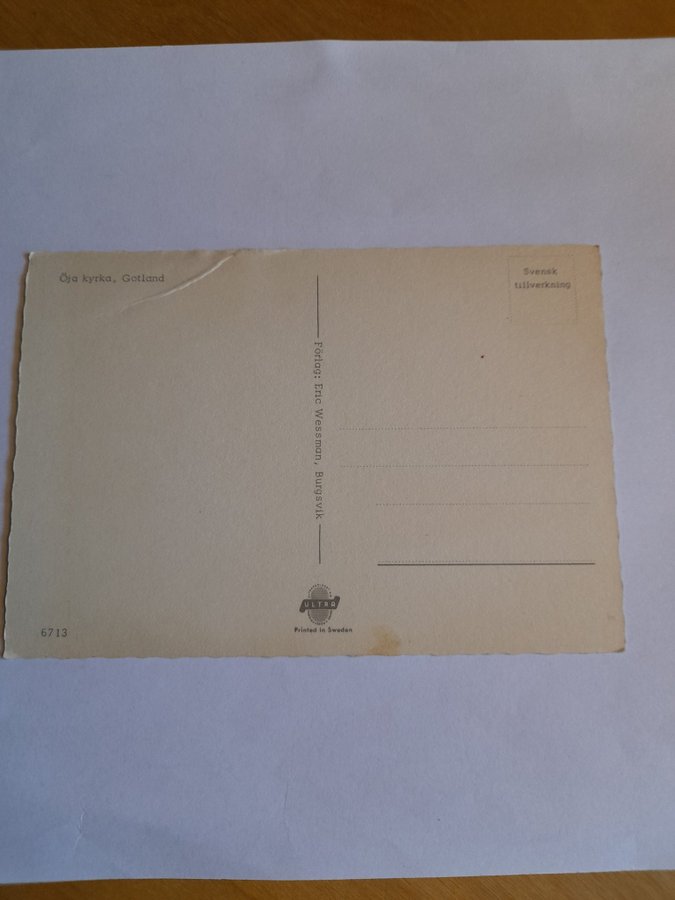 Öja kyrka, Gotland
Svensk
tillverkning
Förlag: Eric Wessman, Burgsvik
ULTRA
Printed in Sweden
6713